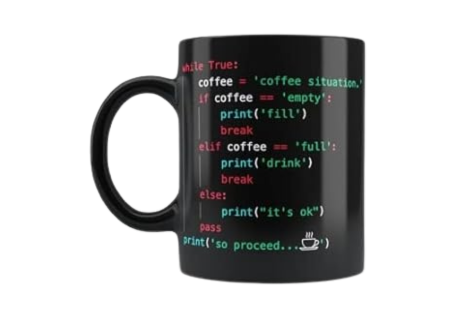 while True:
coffee = 'coffee situation.'
if coffee == 'empty':
print('fill')
break
elif coffee == 'full':
print('drink')
break
else:
print("it's ok")
pass
print('so proceed...☕')